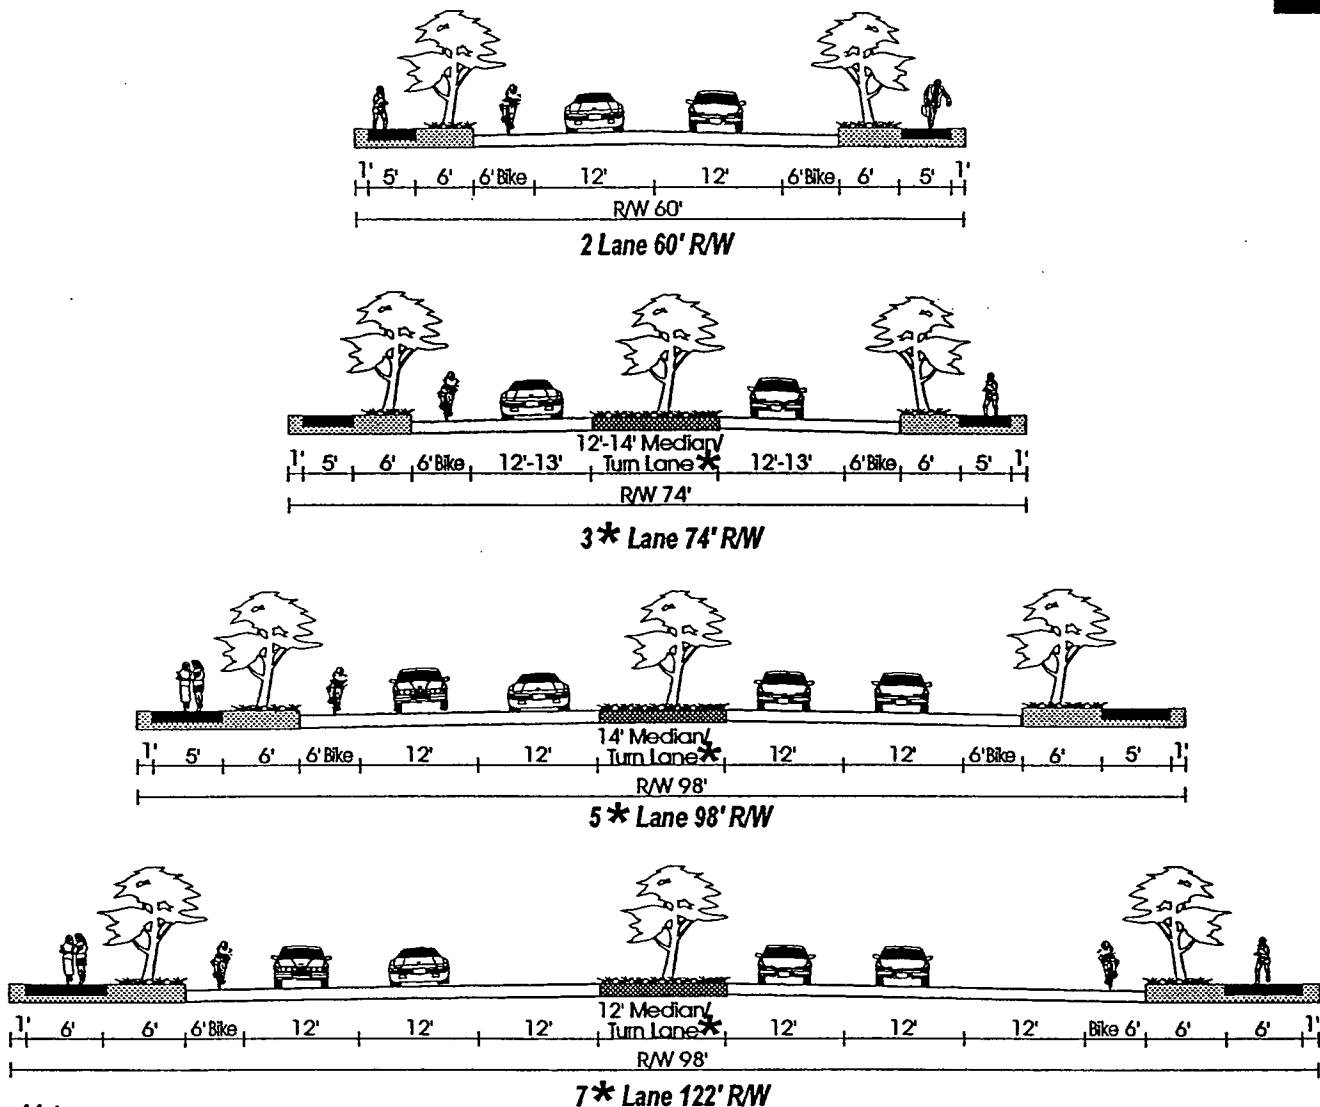 1' 5' 6' 6' Bike 12' 12' 6' Bike 6' 5' 1'
R/W 60'
2 Lane 60' R/W
12'-14' Median/
1' 5' 6' 6' Bike 12'-13' Turn Lane * 12'-13' 6' Bike 6' 5' 1'
R/W 74'
3 * Lane 74' R/W
14' Median/
1' 5' 6' 6' Bike 12' 12' Turn Lane * 12' 12' 6' Bike 6' 5' 1'
R/W 98'
5 * Lane 98' R/W
12' Median/
1' 6' 6' 6' Bike 12' 12' 12' Turn Lane * 12' 12' 12' Bike 6' 6' 6' 1'
R/W 98'
7 * Lane 122' R/W